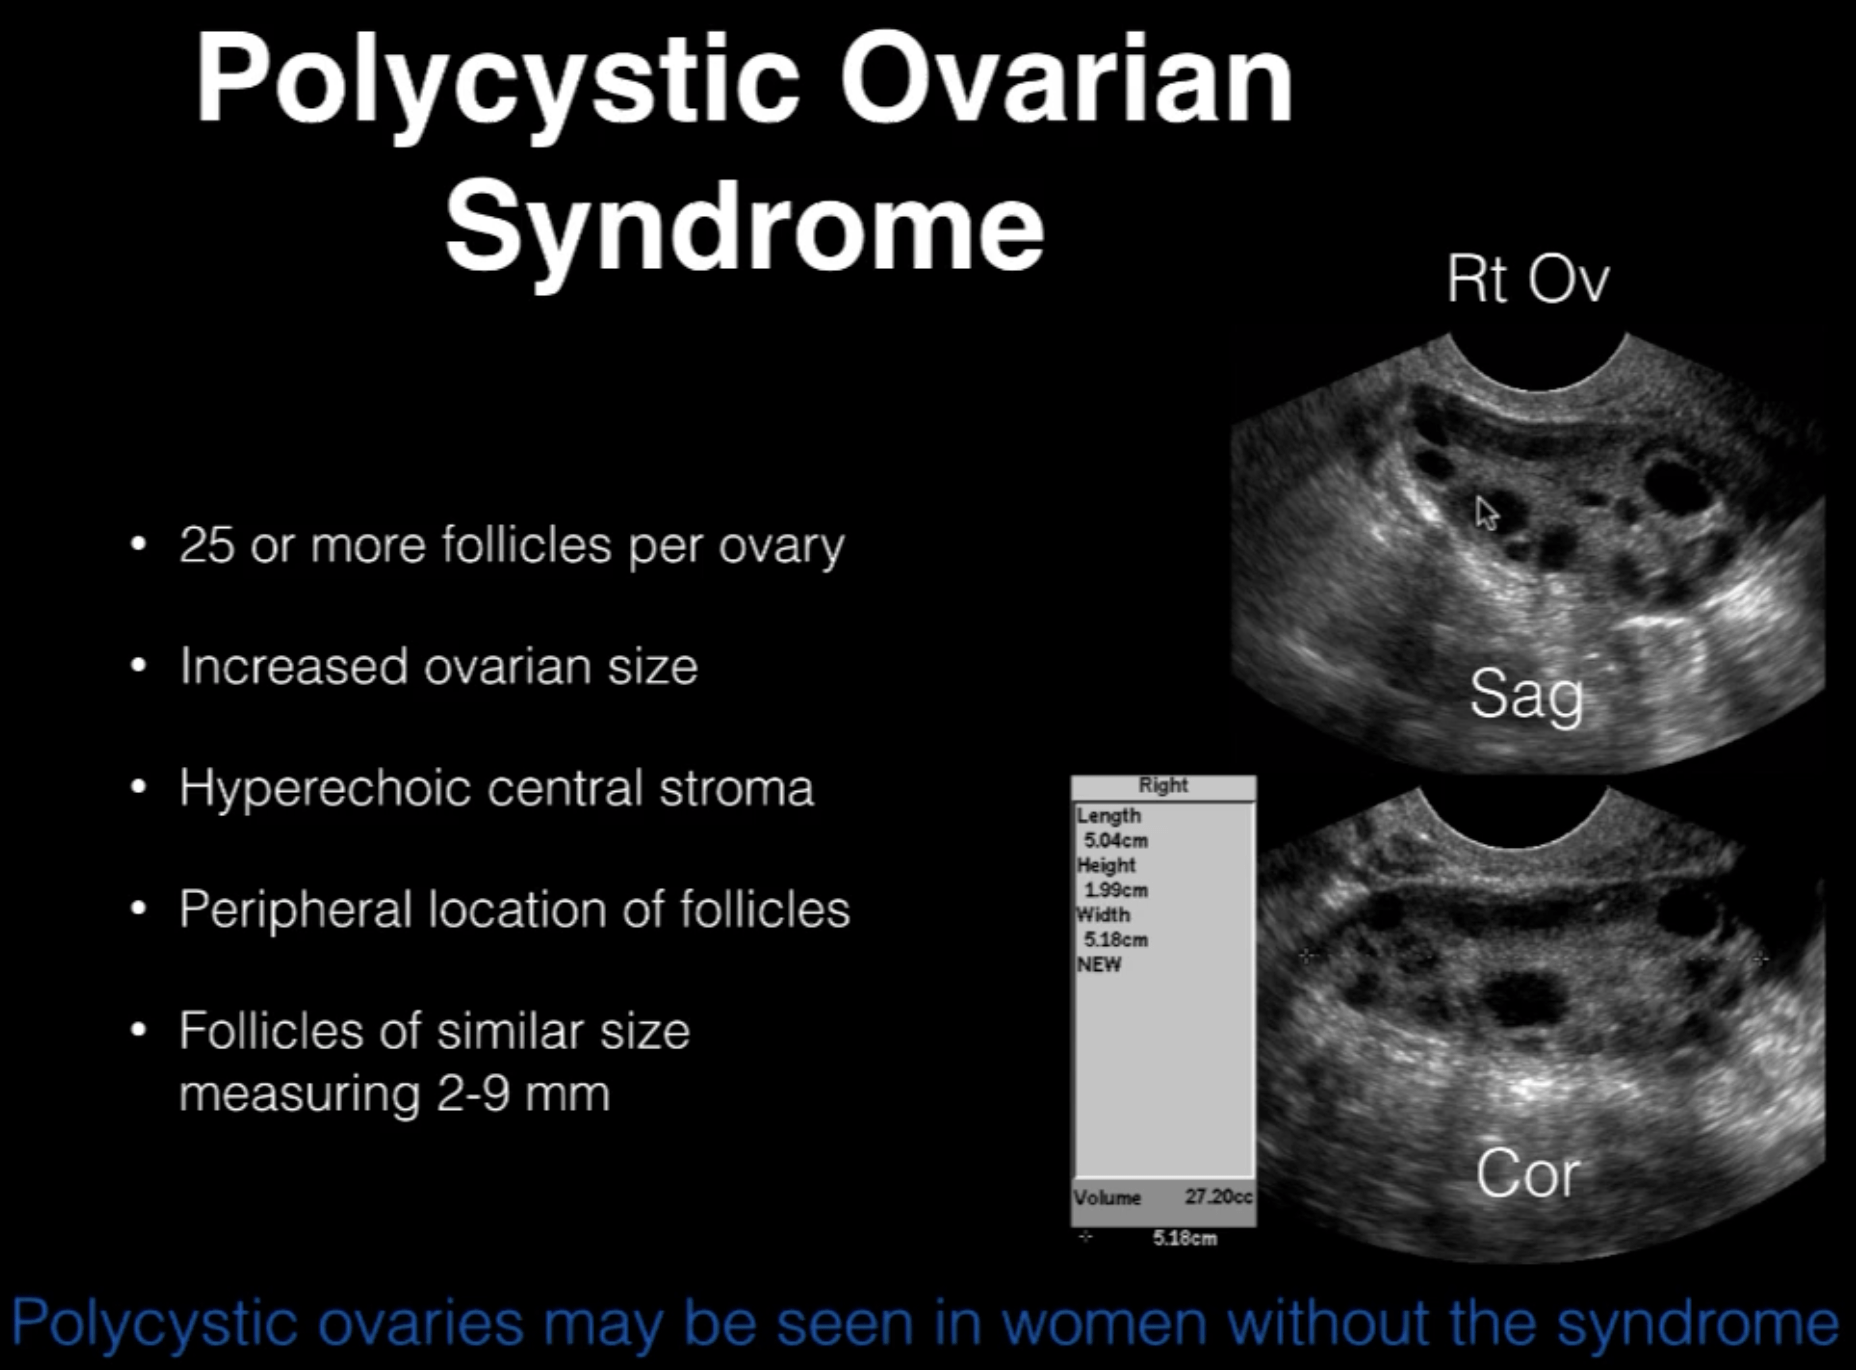 Polycystic Ovarian
Syndrome
• 25 or more follicles per ovary
• Increased ovarian size
• Hyperechoic central stroma
• Peripheral location of follicles
• Follicles of similar size
measuring 2-9 mm
Rt Ov
Sag
Right
Length
5.04cm
Height
1.99cm
Width
5.18cm
NEW
Volume 27.20cc
5.18cm
Cor
Polycystic ovaries may be seen in women without the syndrome